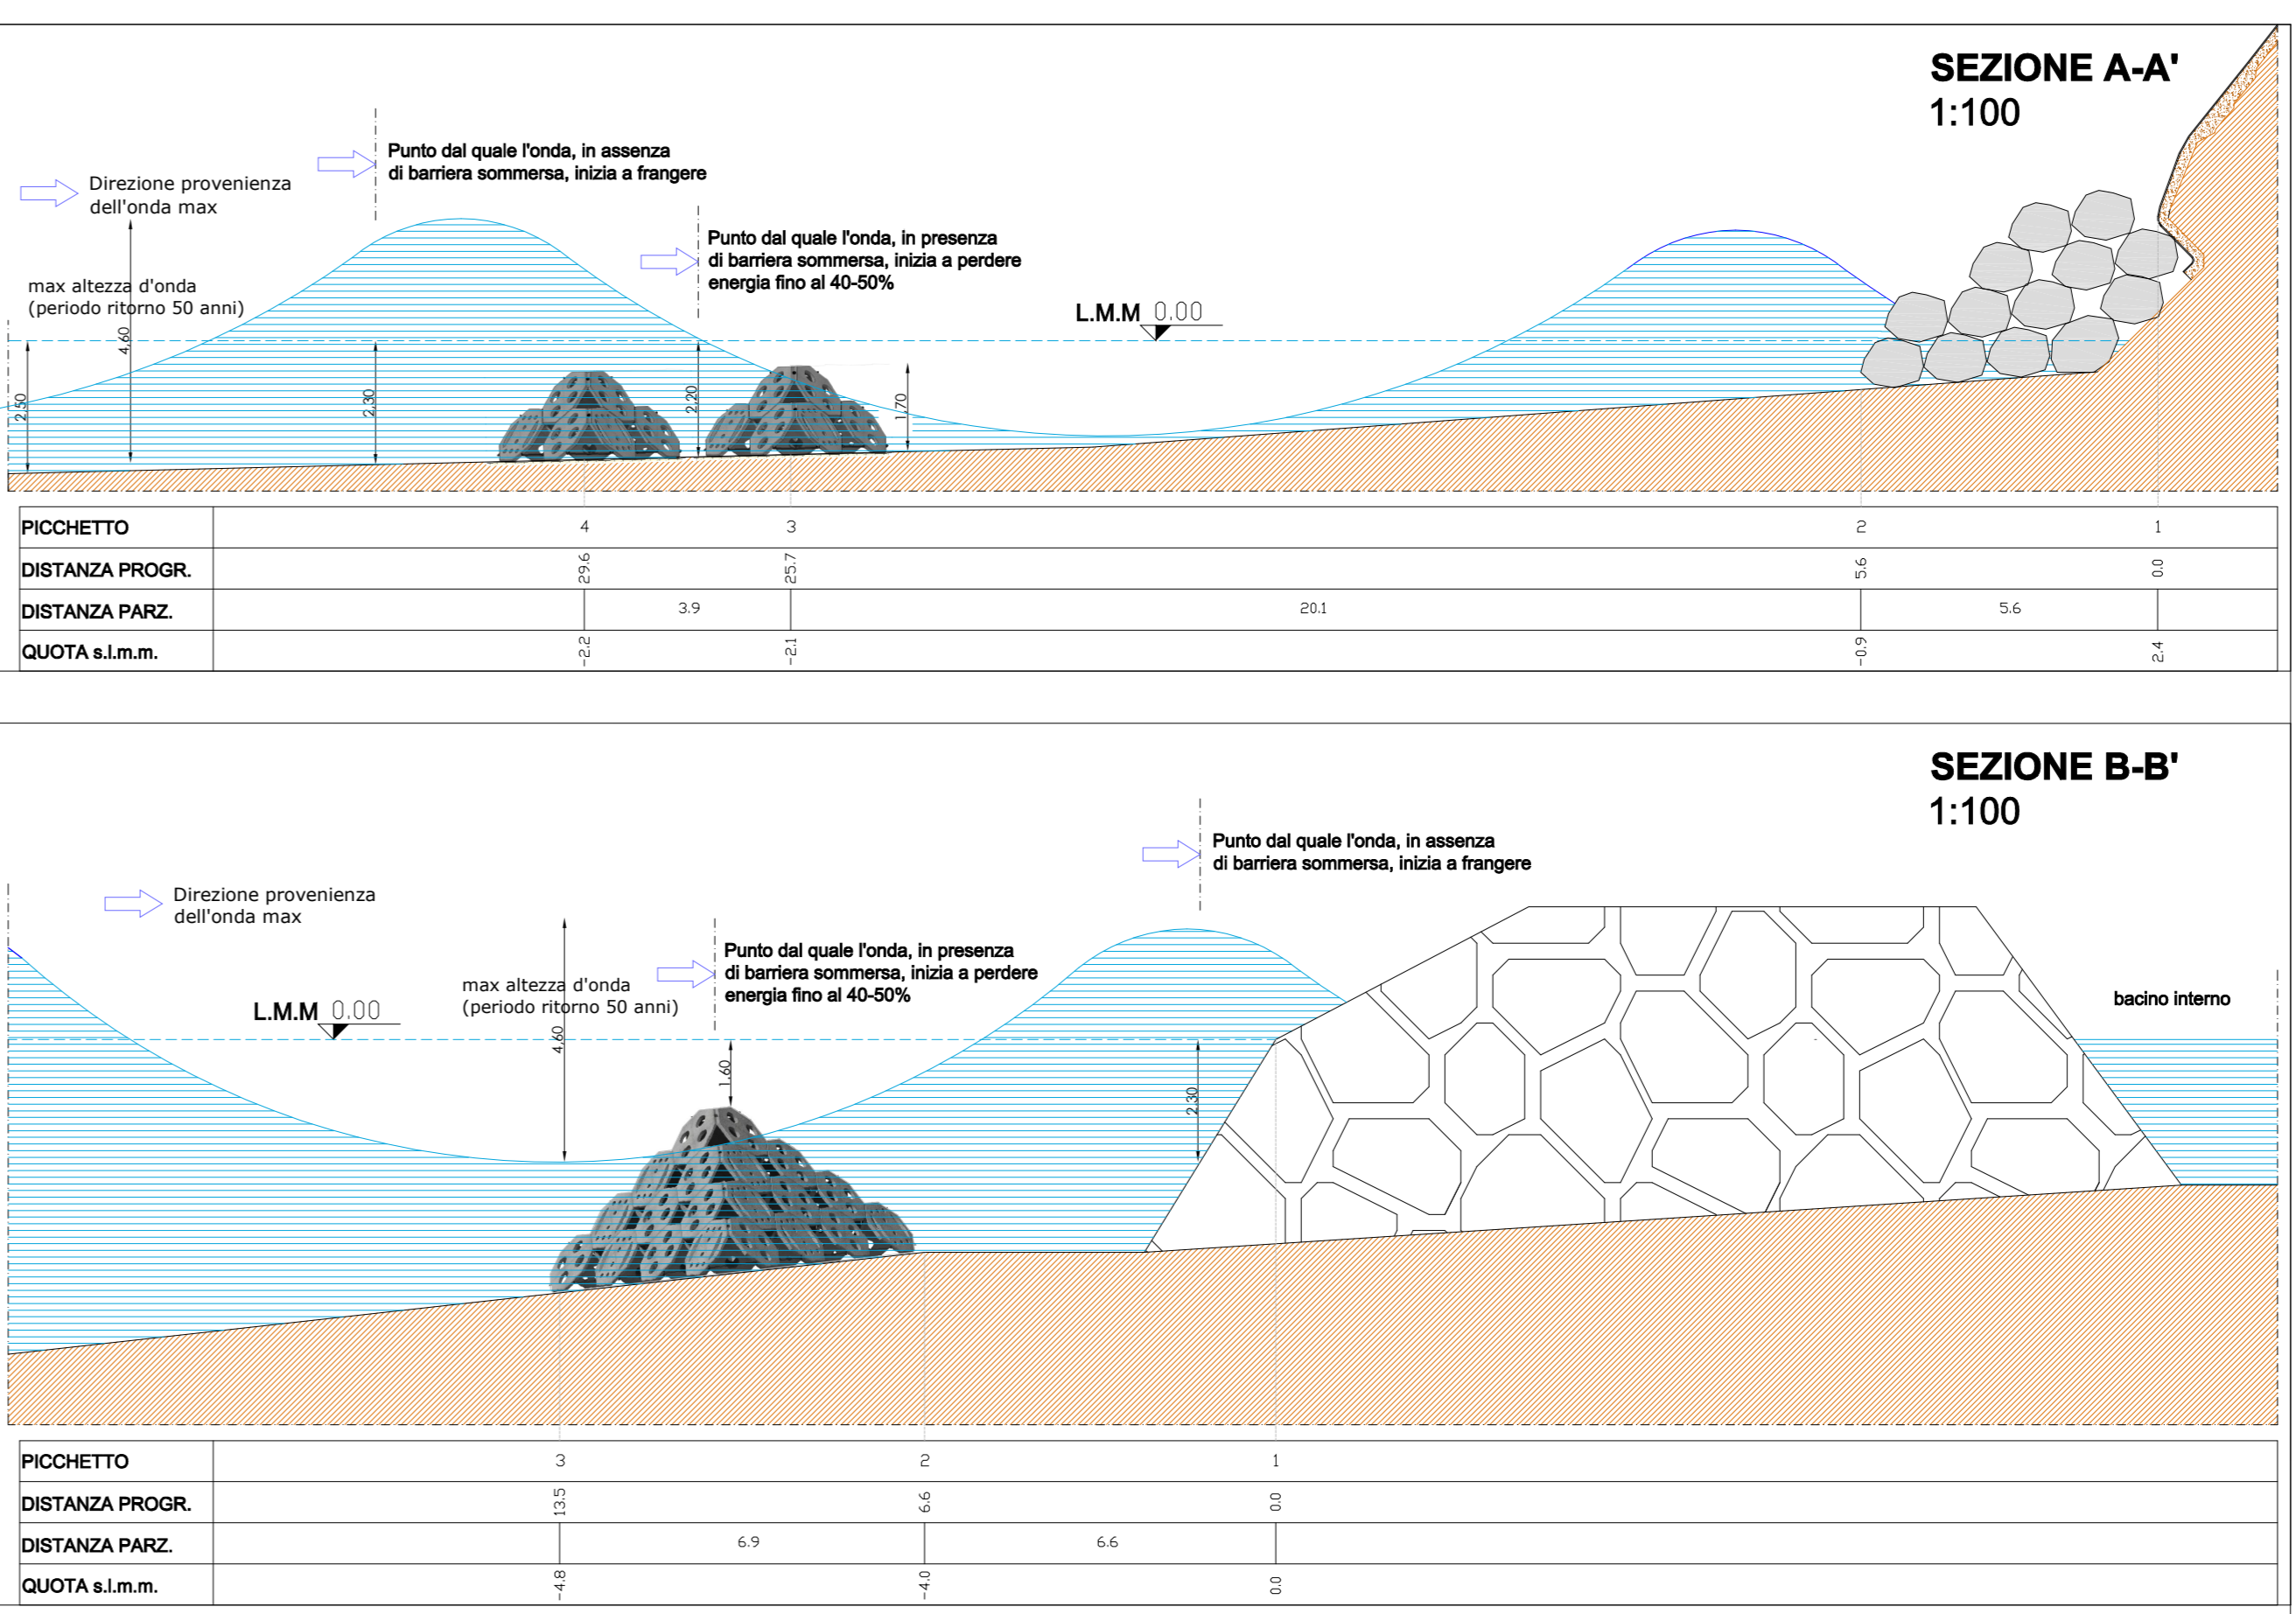 SEZIONE A-A'
1:100
Punto dal quale l'onda, in assenza
di barriera sommersa, inizia a frangere
Direzione provenienza
dell'onda max
Punto dal quale l'onda, in presenza
di barriera sommersa, inizia a perdere
energia fino al 40-50%
max altezza d'onda
(periodo ritorno 50 anni)
L.M.M 0.00
4,60
2,50
2,30
2,20
1,70
PICCHETTO 4 3 2 1
DISTANZA PROGR. 29.6 25.7 5.6 0.0
DISTANZA PARZ. 3.9 20.1 5.6
QUOTA s.l.m.m. -2.2 -2.1 -0.9 2.4
SEZIONE B-B'
1:100
Punto dal quale l'onda, in assenza
di barriera sommersa, inizia a frangere
Direzione provenienza
dell'onda max
Punto dal quale l'onda, in presenza
di barriera sommersa, inizia a perdere
energia fino al 40-50%
max altezza d'onda
(periodo ritorno 50 anni)
L.M.M 0.00
bacino interno
4,60
1,60
2,30
PICCHETTO 3 2 1
DISTANZA PROGR. 13.5 6.6 0.0
DISTANZA PARZ. 6.9 6.6
QUOTA s.l.m.m. -4.8 -4.0 0.0